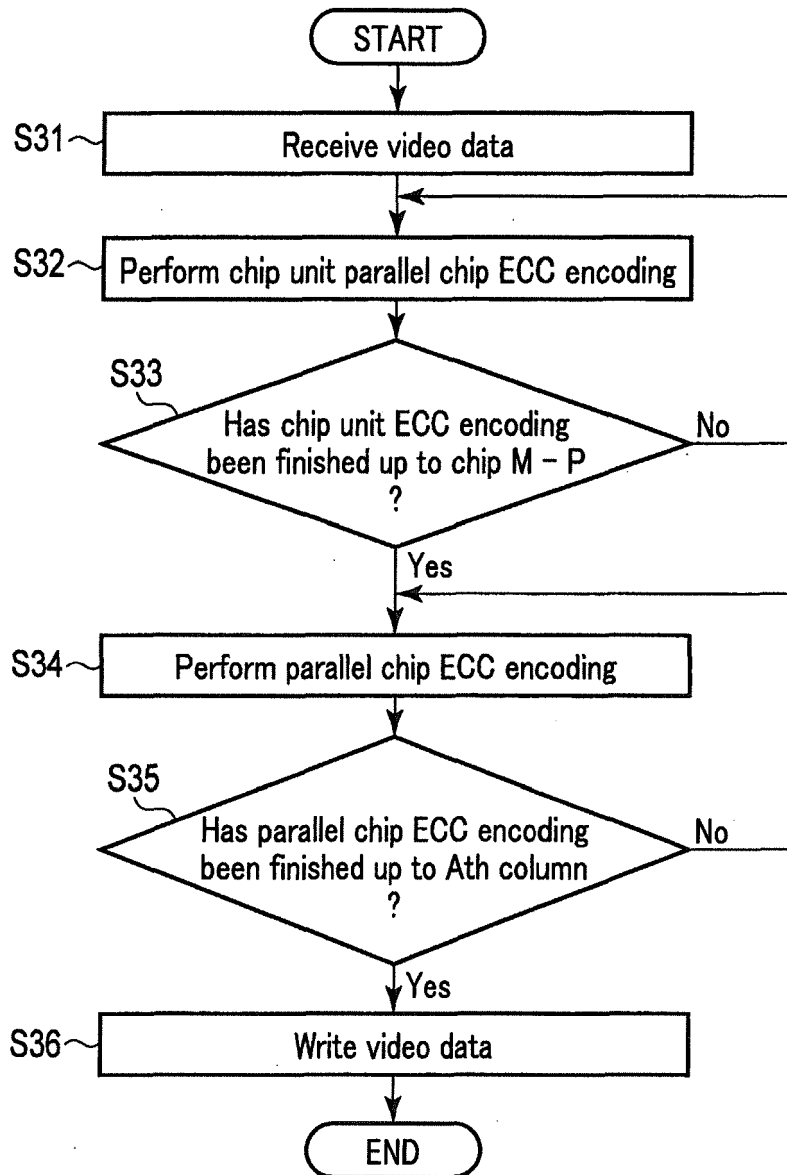 START
S31
Receive video data
S32
Perform chip unit parallel chip ECC encoding
S33
Has chip unit ECC encoding
been finished up to chip M – P
?
No
Yes
S34
Perform parallel chip ECC encoding
S35
Has parallel chip ECC encoding
been finished up to Ath column
?
No
Yes
S36
Write video data
END